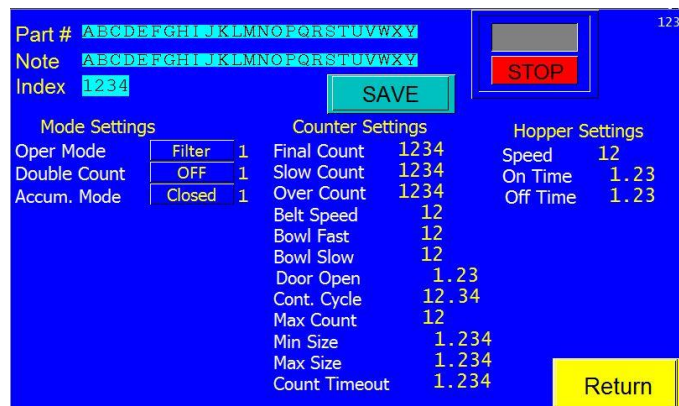 123
Part # ABCDEFGHIJKLMNOPQRSTUVWXY
Note ABCDEFGHIJKLMNOPQRSTUVWXY
Index 1234
SAVE
STOP
Mode Settings
Oper Mode Filter 1
Double Count OFF 1
Accum. Mode Closed 1
Counter Settings
Final Count 1234
Slow Count 1234
Over Count 1234
Belt Speed 12
Bowl Fast 12
Bowl Slow 12
Door Open 1.23
Cont. Cycle 12.34
Max Count 12
Min Size 1.234
Max Size 1.234
Count Timeout 1.234
Hopper Settings
Speed 12
On Time 1.23
Off Time 1.23
Return